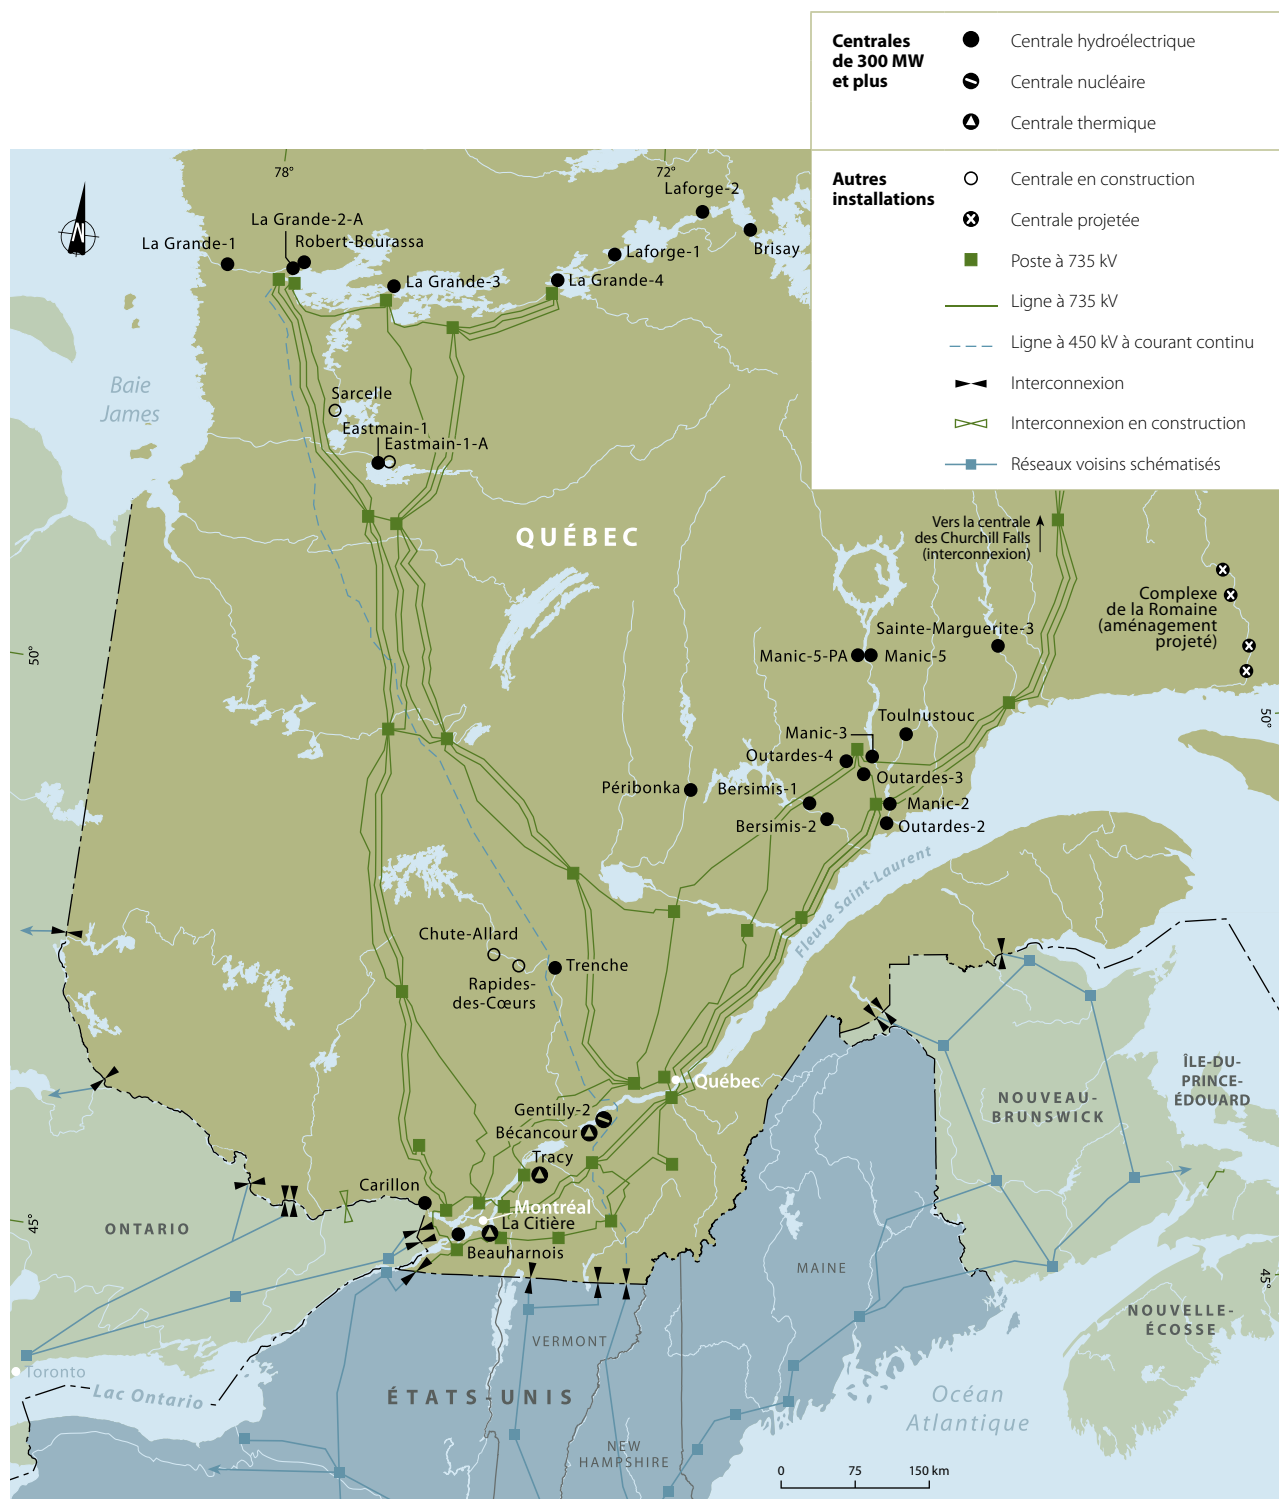 Centrales
de 300 MW
et plus
Centrale hydroélectrique
Centrale nucléaire
Centrale thermique
Autres
installations
Centrale en construction
Centrale projetée
Poste à 735 kV
Ligne à 735 kV
Ligne à 450 kV à courant continu
Interconnexion
Interconnexion en construction
Réseaux voisins schématisés
78°
72°
N
Laforge-2
La Grande-2-A
Robert-Bourassa
La Grande-1
Laforge-1
Brisay
La Grande-3
La Grande-4
Baie
James
Sarcelle
Eastmain-1
Eastmain-1-A
QUÉBEC
Vers la centrale
des Churchill Falls
(interconnexion)
Complexe
de la Romaine
(aménagement
projeté)
Sainte-Marguerite-3
50°
Manic-5-PA
Manic-5
Toulnustouc
50°
Manic-3
Outardes-4
Outardes-3
Péribonka
Bersimis-1
Manic-2
Bersimis-2
Outardes-2
Fleuve Saint-Laurent
Chute-Allard
Trenche
Rapides-
des-Cœurs
Québec
ÎLE-DU-
PRINCE-
ÉDOUARD
NOUVEAU-
BRUNSWICK
Gentilly-2
Bécancour
Tracy
Carillon
Montréal
La Citière
Beauharnois
45°
ONTARIO
MAINE
45°
NOUVELLE-
ÉCOSSE
VERMONT
Toronto
Lac Ontario
ÉTATS-UNIS
Océan
Atlantique
NEW
HAMPSHIRE
0 75 150 km